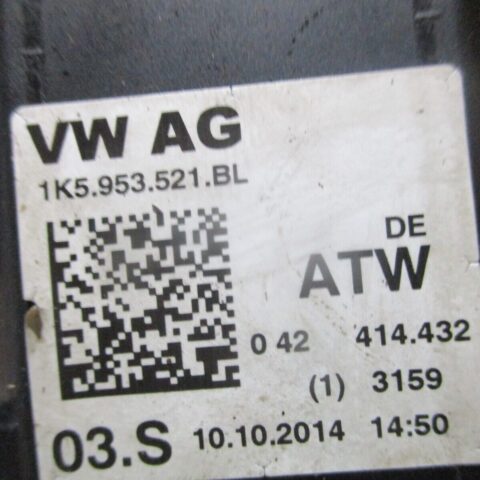 VW AG
1K5.953.521.BL
DE
ATW
0 42 414.432
(1) 3159
03.S 10.10.2014 14:50